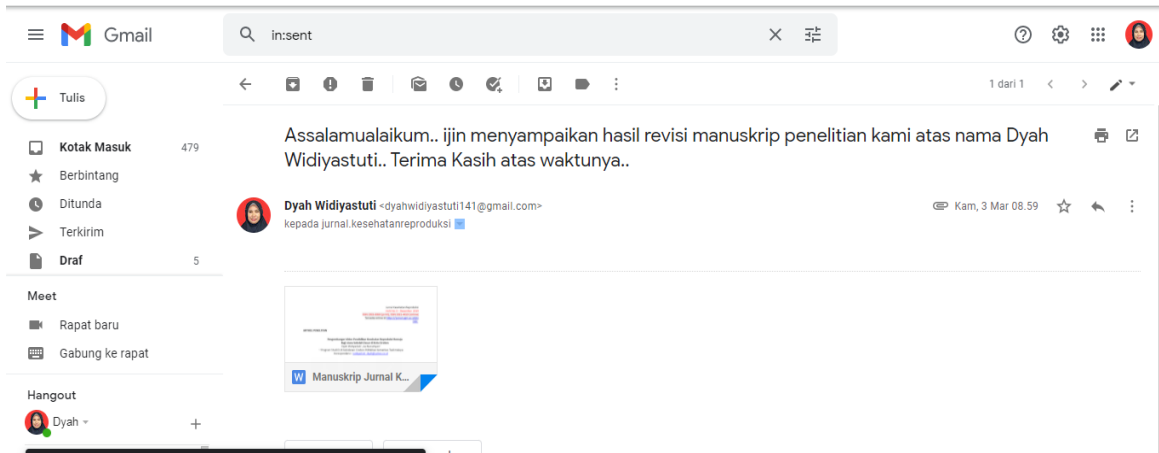 Gmail
in:sent
Tulis
1 dari 1
Kotak Masuk 479
Berbintang
Ditunda
Terkirim
Draf 5
Meet
Rapat baru
Gabung ke rapat
Hangout
Dyah
Assalamualaikum.. ijin menyampaikan hasil revisi manuskrip penelitian kami atas nama Dyah
Widiyastuti.. Terima Kasih atas waktunya..
Dyah Widiyastuti <dyahwidiyastuti141@gmail.com>
Kam, 3 Mar 08.59
kepada jurnal.kesehatanreproduksi
W Manuskrip Jurnal K...